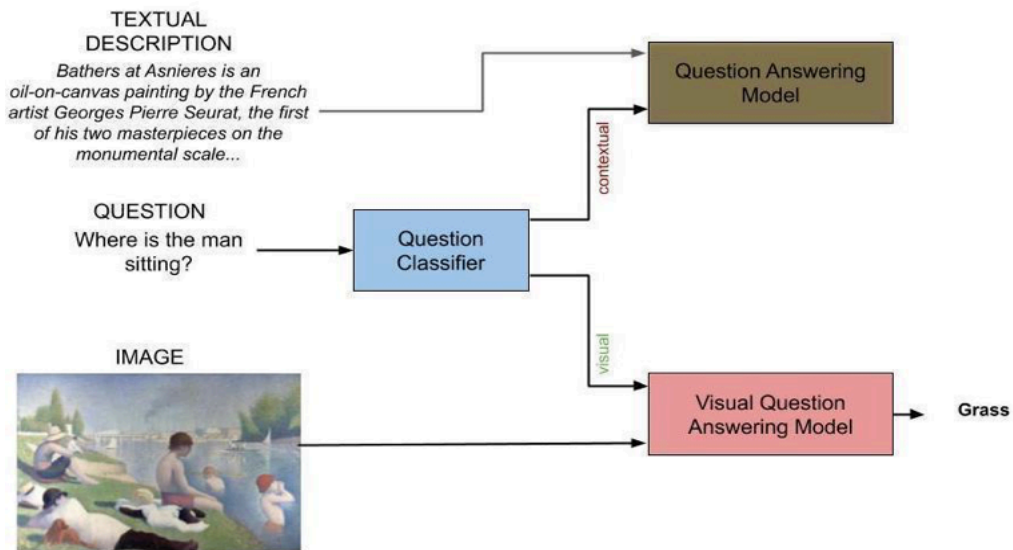 TEXTUAL
DESCRIPTION
Bathers at Asnieres is an
oil-on-canvas painting by the French
artist Georges Pierre Seurat, the first
of his two masterpieces on the
monumental scale...
Question Answering
Model
contextual
QUESTION
Where is the man
sitting?
Question
Classifier
visual
IMAGE
Visual Question
Answering Model
Grass